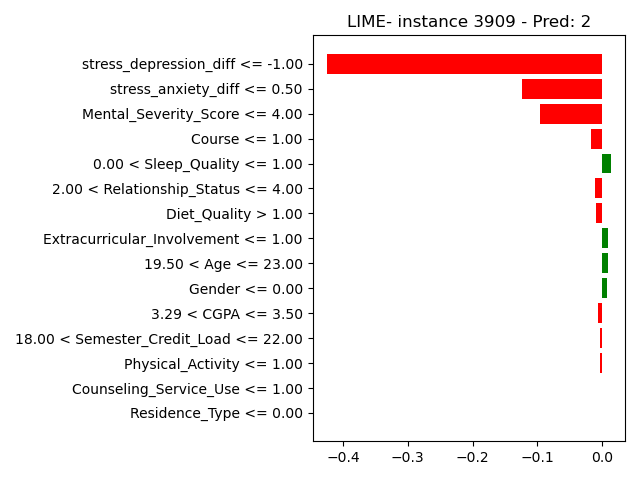 LIME- instance 3909 - Pred: 2
stress_depression_diff <= -1.00
stress_anxiety_diff <= 0.50
Mental_Severity_Score <= 4.00
Course <= 1.00
0.00 < Sleep_Quality <= 1.00
2.00 < Relationship_Status <= 4.00
Diet_Quality > 1.00
Extracurricular_Involvement <= 1.00
19.50 < Age <= 23.00
Gender <= 0.00
3.29 < CGPA <= 3.50
18.00 < Semester_Credit_Load <= 22.00
Physical_Activity <= 1.00
Counseling_Service_Use <= 1.00
Residence_Type <= 0.00
−0.4 −0.3 −0.2 −0.1 0.0